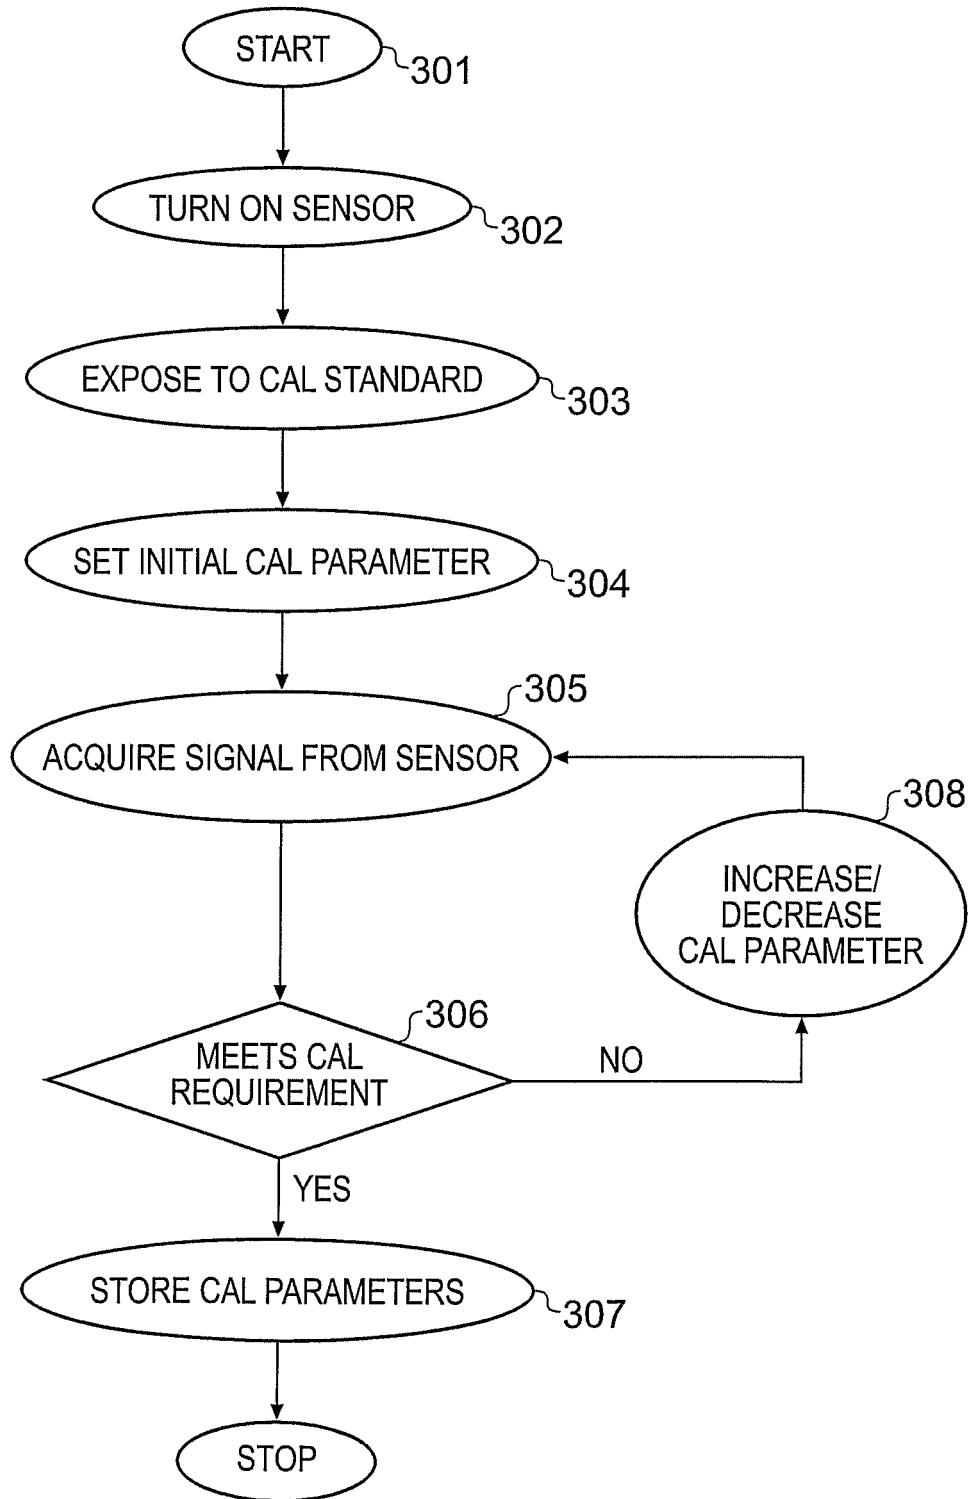 START
301
TURN ON SENSOR
302
EXPOSE TO CAL STANDARD
303
SET INITIAL CAL PARAMETER
304
305
ACQUIRE SIGNAL FROM SENSOR
308
INCREASE/
DECREASE
CAL PARAMETER
306
MEETS CAL
REQUIREMENT
NO
YES
STORE CAL PARAMETERS
307
STOP